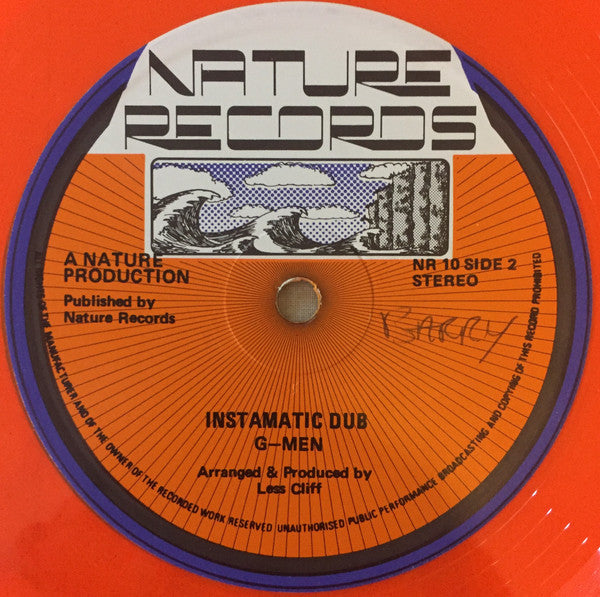 NATURE
RECORDS
A NATURE
PRODUCTION
Published by
Nature Records
NR 10 SIDE 2
STEREO
BARRY
INSTAMATIC DUB
G-MEN
Arranged & Produced by
Less Cliff
ALL RIGHTS OF THE MANUFACTURER AND OF THE OWNER OF THE RECORDED WORK RESERVED UNAUTHORISED PUBLIC PERFORMANCE BROADCASTING AND COPYING OF THIS RECORD PROHIBITED